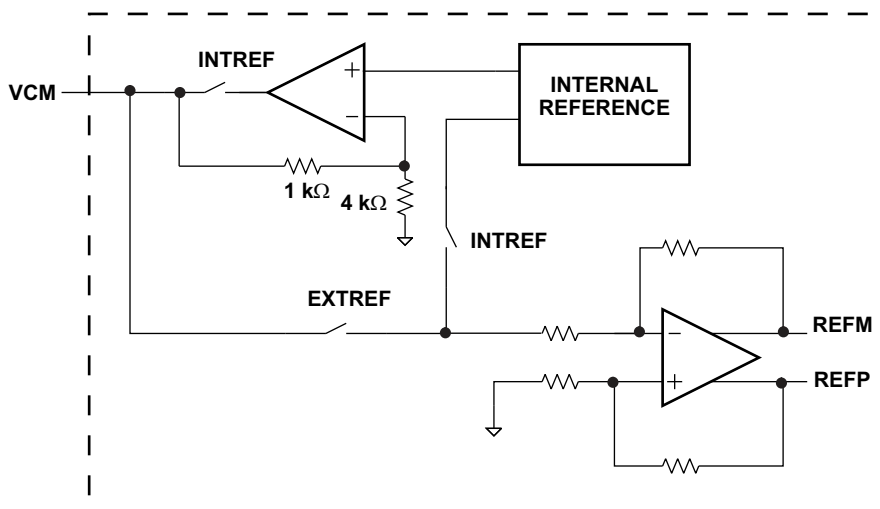 INTREF
VCM
+
−
INTERNAL
REFERENCE
1 kΩ
4 kΩ
INTREF
EXTREF
−
+
REFM
REFP